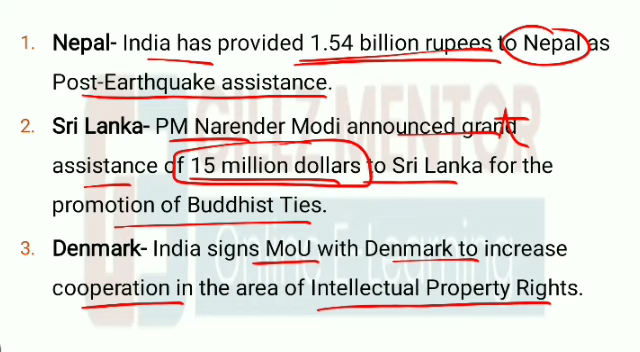 1. Nepal- India has provided 1.54 billion rupees to Nepal as
Post-Earthquake assistance.
2. Sri Lanka- PM Narender Modi announced grant
assistance of 15 million dollars to Sri Lanka for the
promotion of Buddhist Ties.
3. Denmark- India signs MoU with Denmark to increase
cooperation in the area of Intellectual Property Rights.